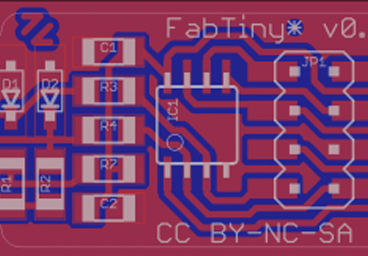 FabTiny* v0.
C1
JP1
D1
D2
R3
IC1
R4
R7
R1
R2
C2
CC BY-NC-SA